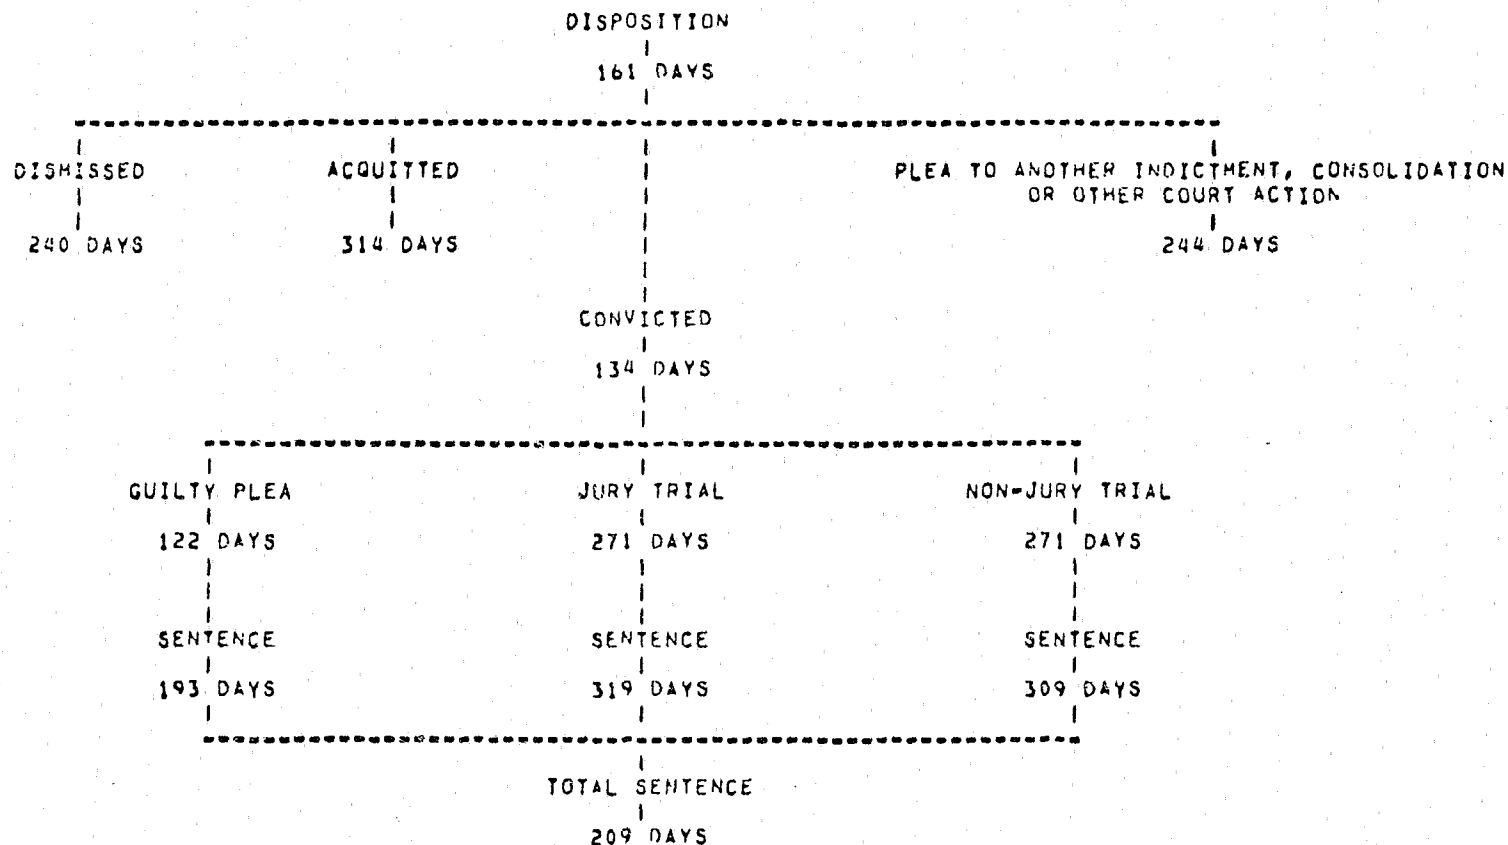 DISPOSITION
161 DAYS
DISMISSED ACQUITTED PLEA TO ANOTHER INDICTMENT, CONSOLIDATION
OR OTHER COURT ACTION
240 DAYS 314 DAYS 244 DAYS
CONVICTED
134 DAYS
GUILTY PLEA JURY TRIAL NON-JURY TRIAL
122 DAYS 271 DAYS 271 DAYS
SENTENCE SENTENCE SENTENCE
193 DAYS 319 DAYS 309 DAYS
TOTAL SENTENCE
209 DAYS